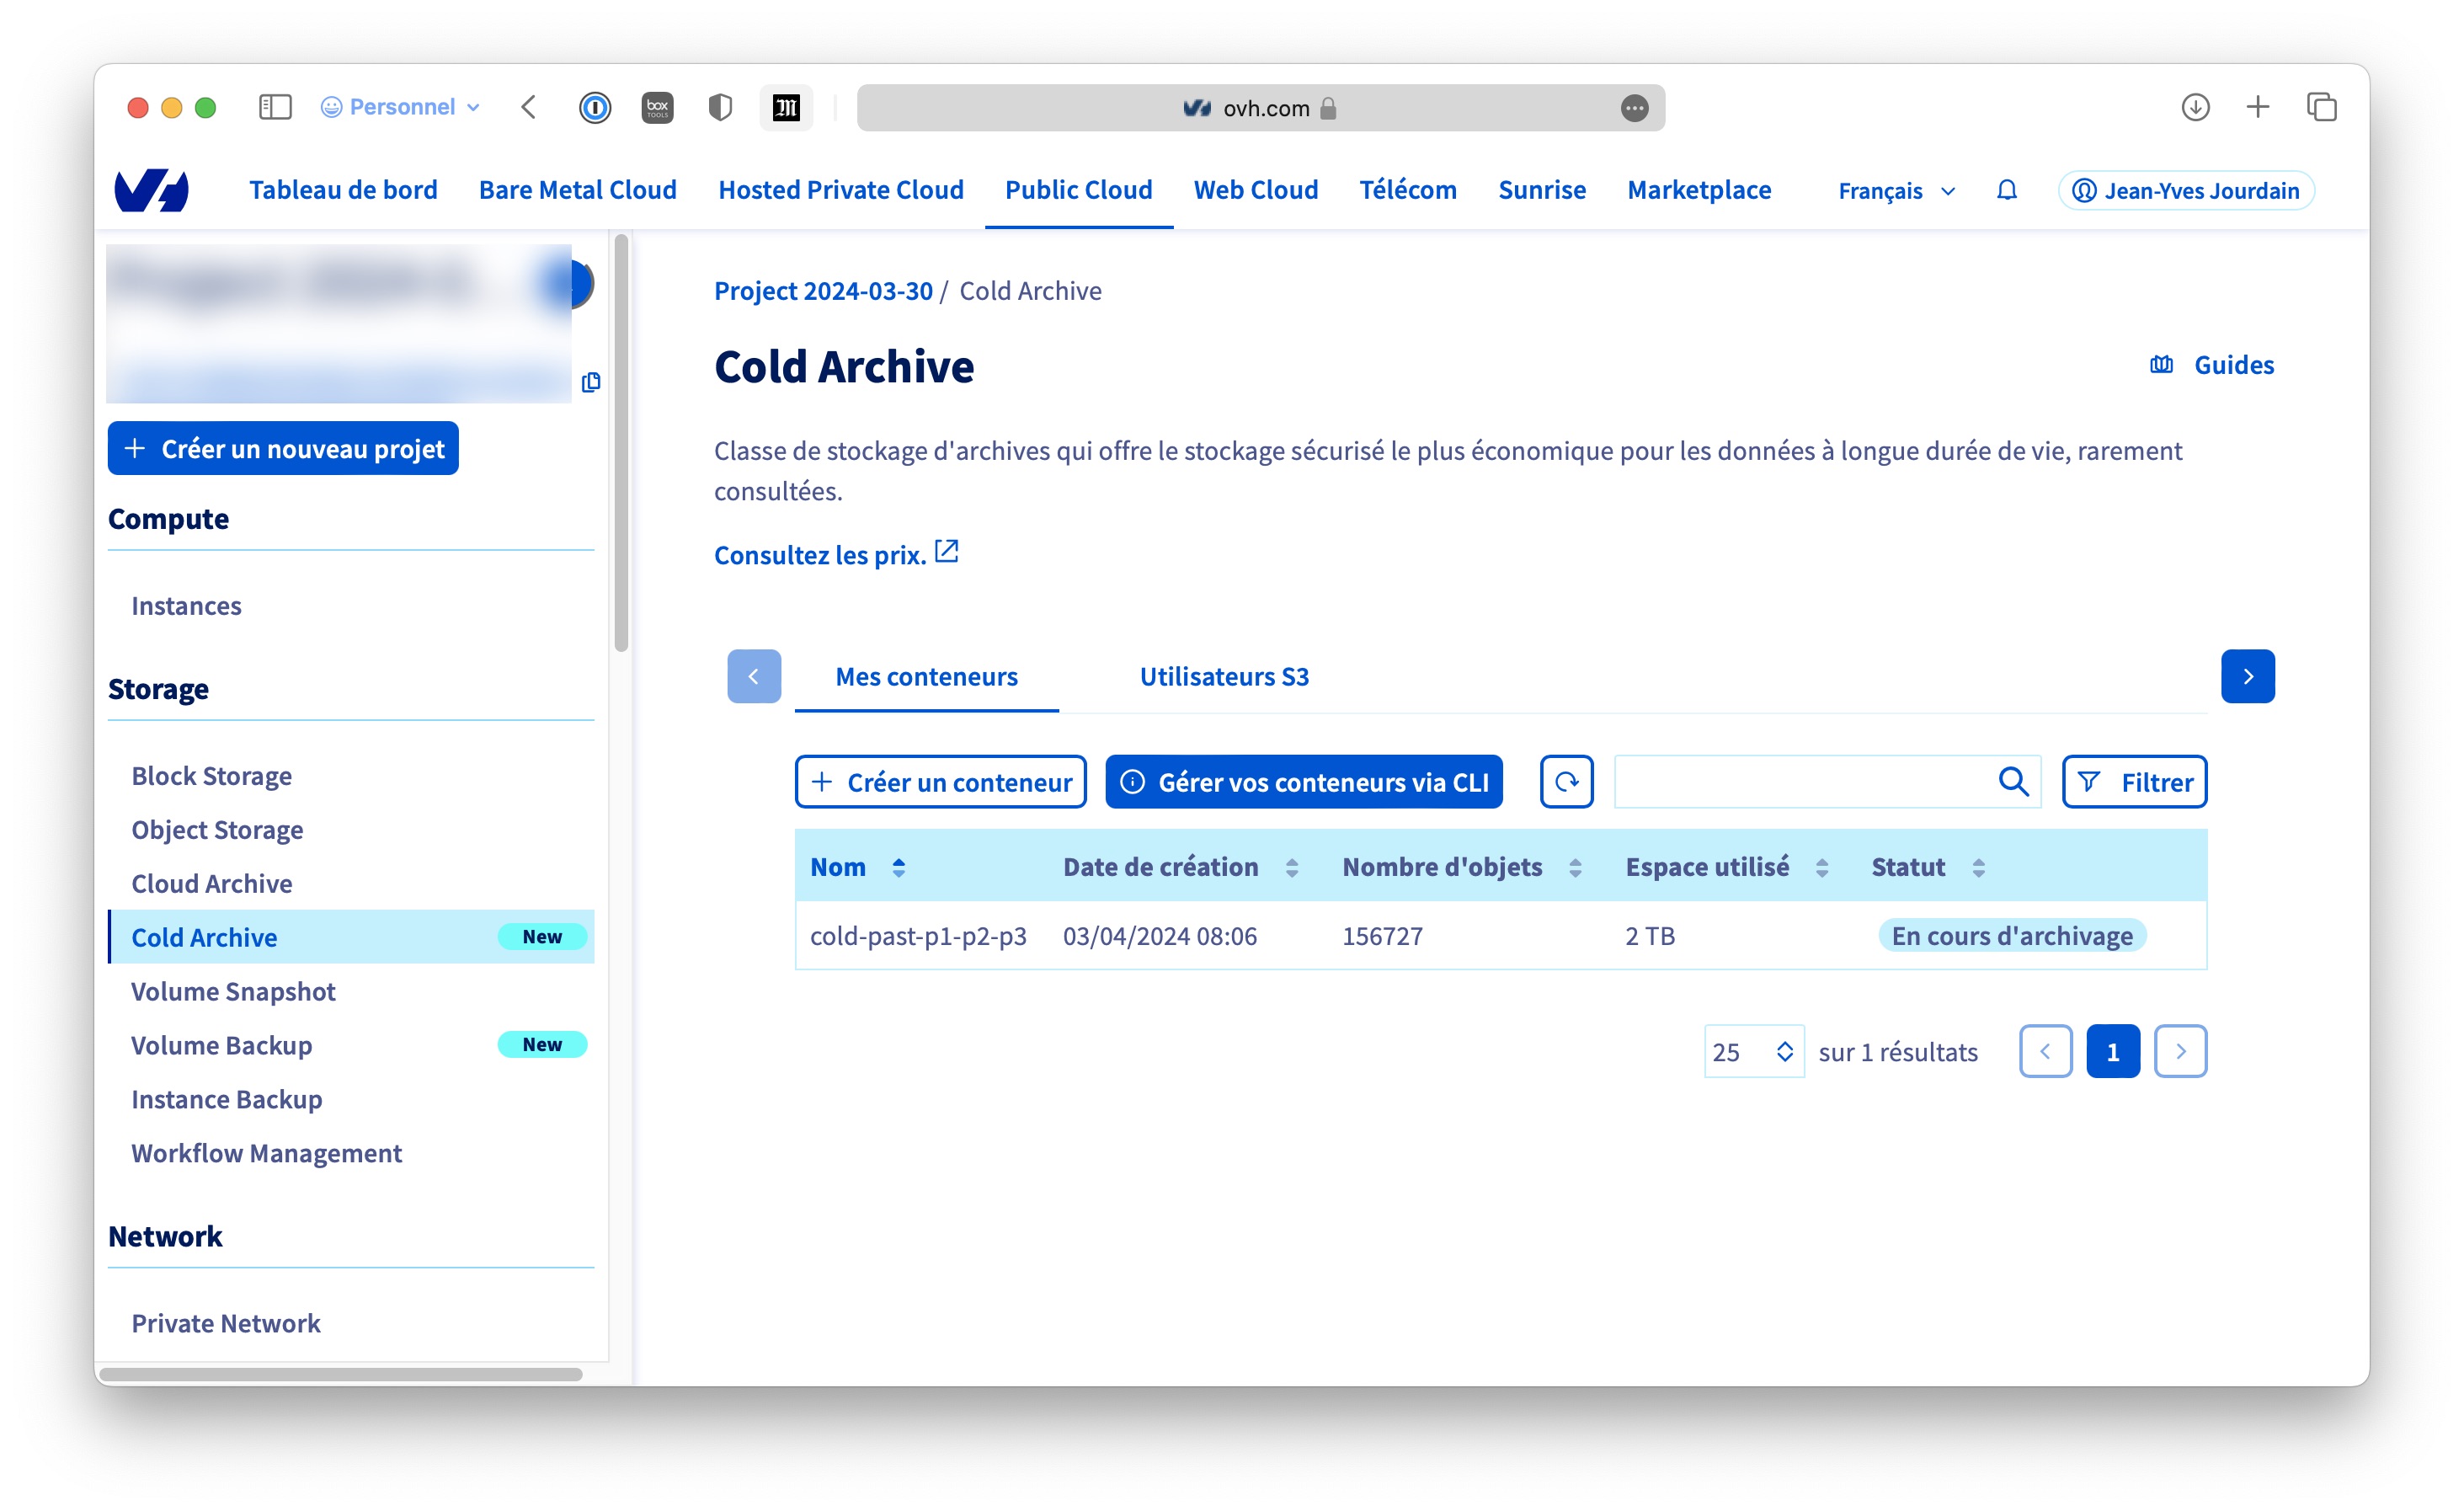 Personnel
box
TOOLS
ovh.com
Tableau de bord
Bare Metal Cloud
Hosted Private Cloud
Public Cloud
Web Cloud
Télécom
Sunrise
Marketplace
Français
Jean-Yves Jourdain
Créer un nouveau projet
Compute
Instances
Storage
Block Storage
Object Storage
Cloud Archive
Cold Archive New
Volume Snapshot
Volume Backup New
Instance Backup
Workflow Management
Network
Private Network
Project 2024-03-30 / Cold Archive
Cold Archive
Guides
Classe de stockage d'archives qui offre le stockage sécurisé le plus économique pour les données à longue durée de vie, rarement
consultées.
Consultez les prix.
Mes conteneurs
Utilisateurs S3
Créer un conteneur
Gérer vos conteneurs via CLI
Filtrer
Nom Date de création Nombre d'objets Espace utilisé Statut
cold-past-p1-p2-p3 03/04/2024 08:06 156727 2 TB En cours d'archivage
25 sur 1 résultats 1